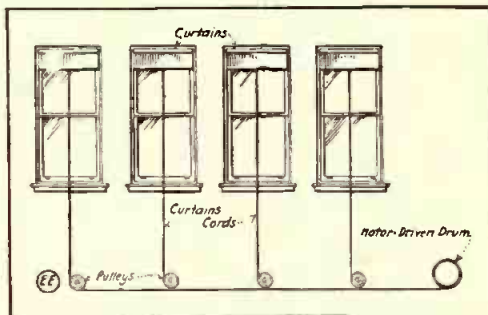 Curtains
Curtains
Cords
Motor-Driven Drum
EE
Pulleys